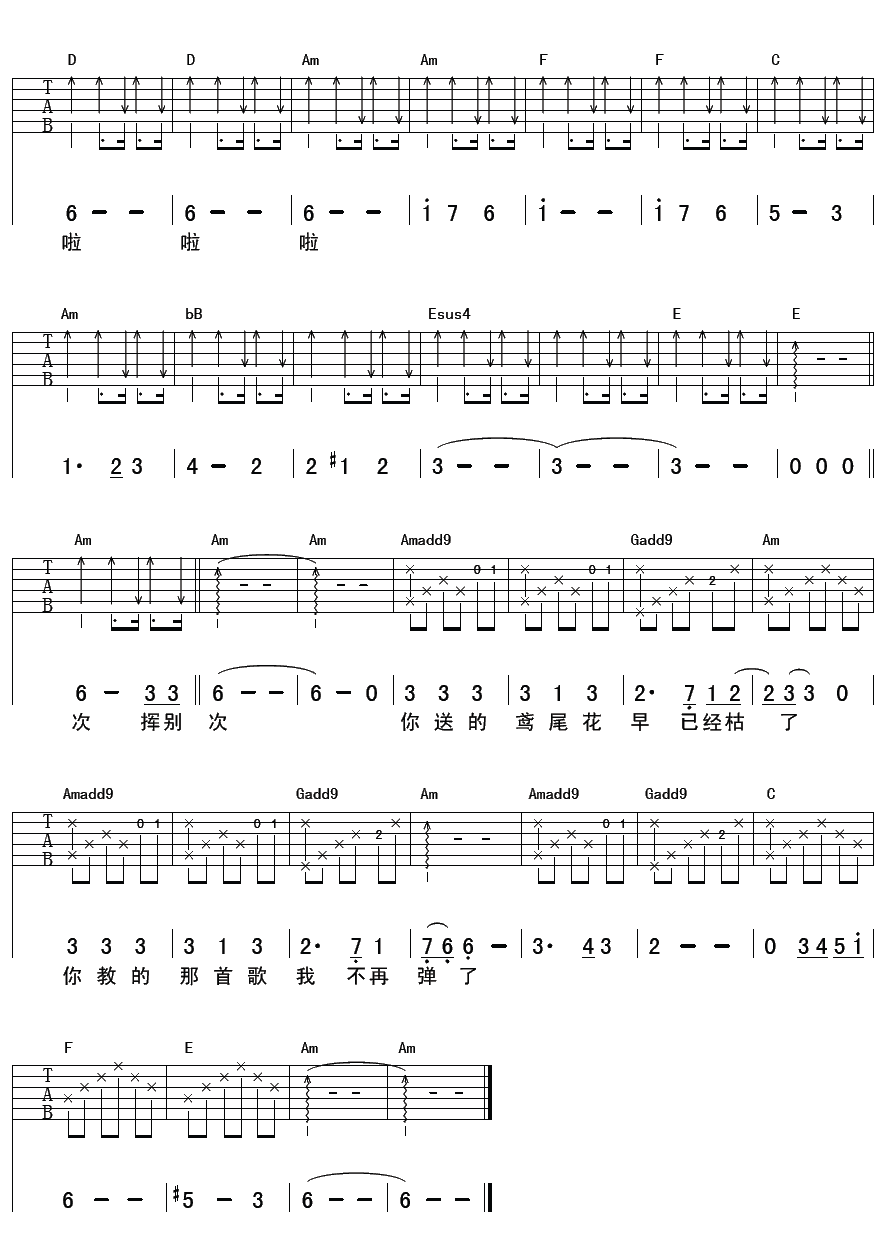 D D Am Am F F C
T A B
6 - - 6 - - 6 - - i 7 6 i - - i 7 6 5 - 3
啦 啦 啦
Am bB Esus4 E E
T A B - -
1· 2 3 4 - 2 2 #1 2 3 - - 3 - - 3 - - 0 0 0
Am Am Am Amadd9 Gadd9 Am
T A B - - - - 0 1 0 1 2
6 - 3 3 6 - - 6 - 0 3 3 3 3 1 3 2· 7 1 2 2 3 3 0
次 挥别 次 你 送 的 鸢 尾 花 早 已经枯 了
Amadd9 Gadd9 Am Amadd9 Gadd9 C
T A B 0 1 0 1 2 - - 0 1 2
3 3 3 3 1 3 2· 7 1 7 6 6 - 3· 4 3 2 - - 0 3 4 5 i
你 教 的 那 首 歌 我 不再 弹 了
F E Am Am
T A B - - - -
6 - - #5 - 3 6 - - 6 - -